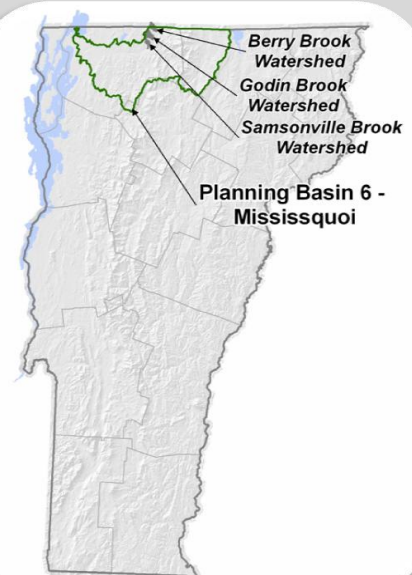 Berry Brook
Watershed
Godin Brook
Watershed
Samsonville Brook
Watershed
Planning Basin 6 -
Mississquoi